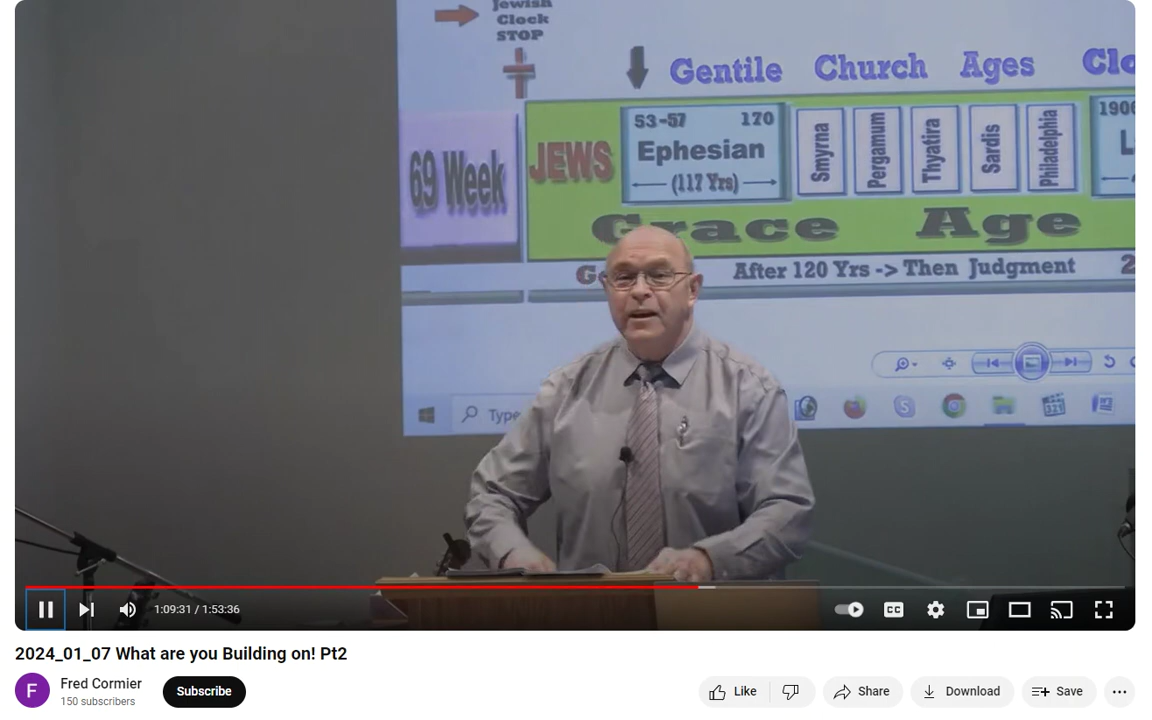 Jewish
Clock
STOP
Gentile Church Ages
69 Week
JEWS
53-57 170
Ephesian
(117 Yrs)
Smyrna
Pergamum
Thyatira
Sardis
Philadelphia
Grace Age
After 120 Yrs -> Then Judgment
Type
321
1:09:31 / 1:53:36
CC
2024_01_07 What are you Building on! Pt2
F
Fred Cormier
150 subscribers
Subscribe
Like
Share
Download
Save